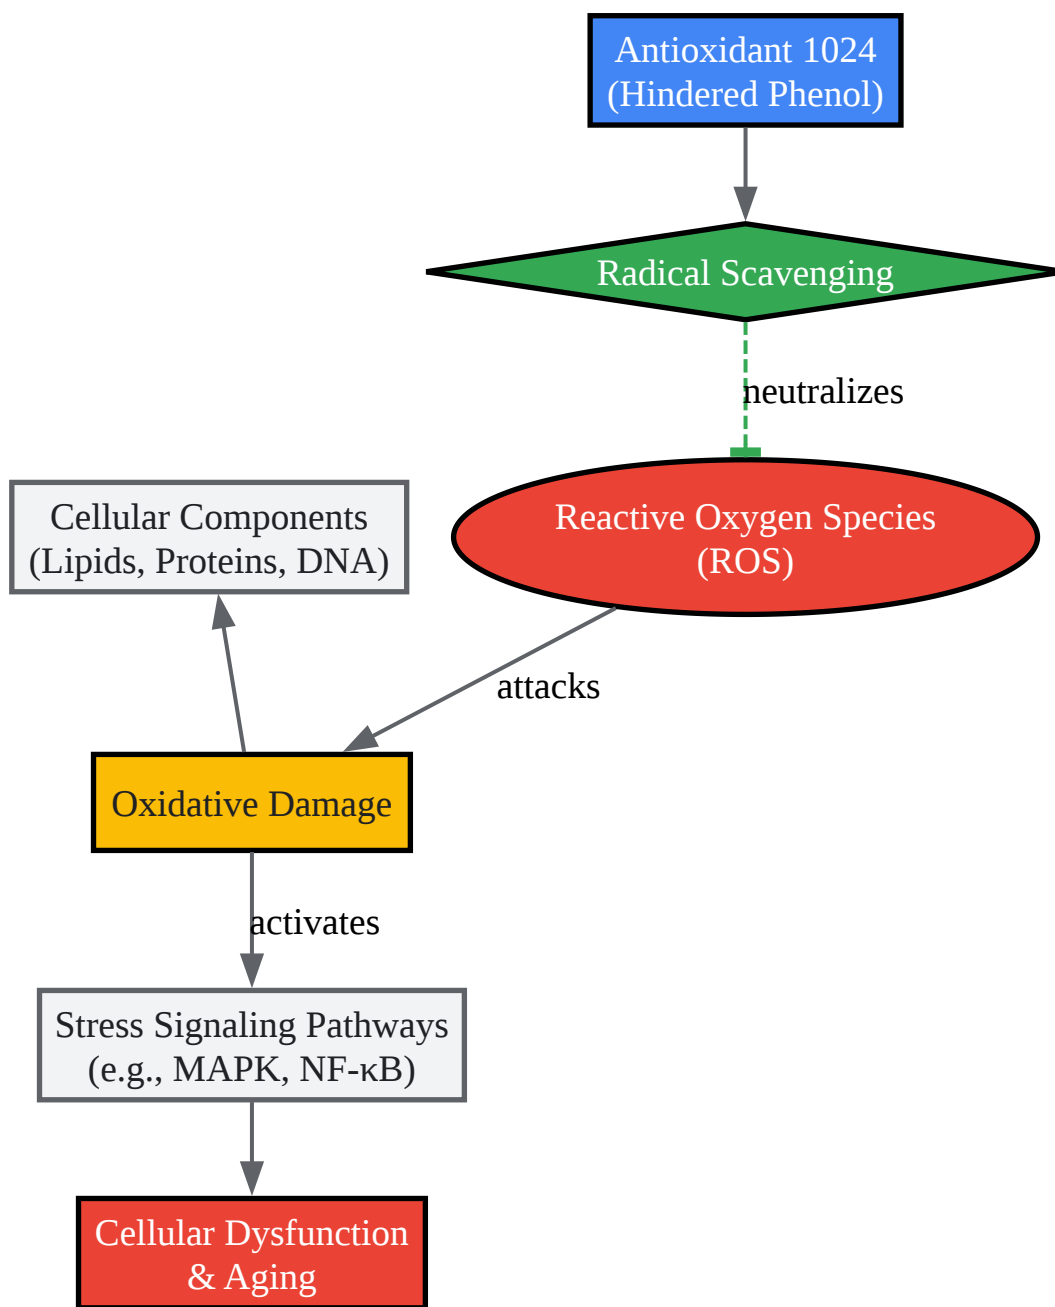 Antioxidant 1024
(Hindered Phenol)
Radical Scavenging
neutralizes
Reactive Oxygen Species
(ROS)
Cellular Components
(Lipids, Proteins, DNA)
attacks
Oxidative Damage
activates
Stress Signaling Pathways
(e.g., MAPK, NF-κB)
Cellular Dysfunction
& Aging